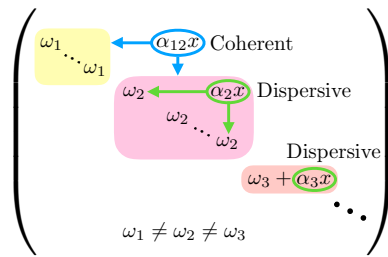 ω₁ α₁₂x Coherent
⋱ ω₁
ω₂ α₂x Dispersive
ω₂ ⋱ ω₂
Dispersive
ω₃ + α₃x
⋱
ω₁ ≠ ω₂ ≠ ω₃